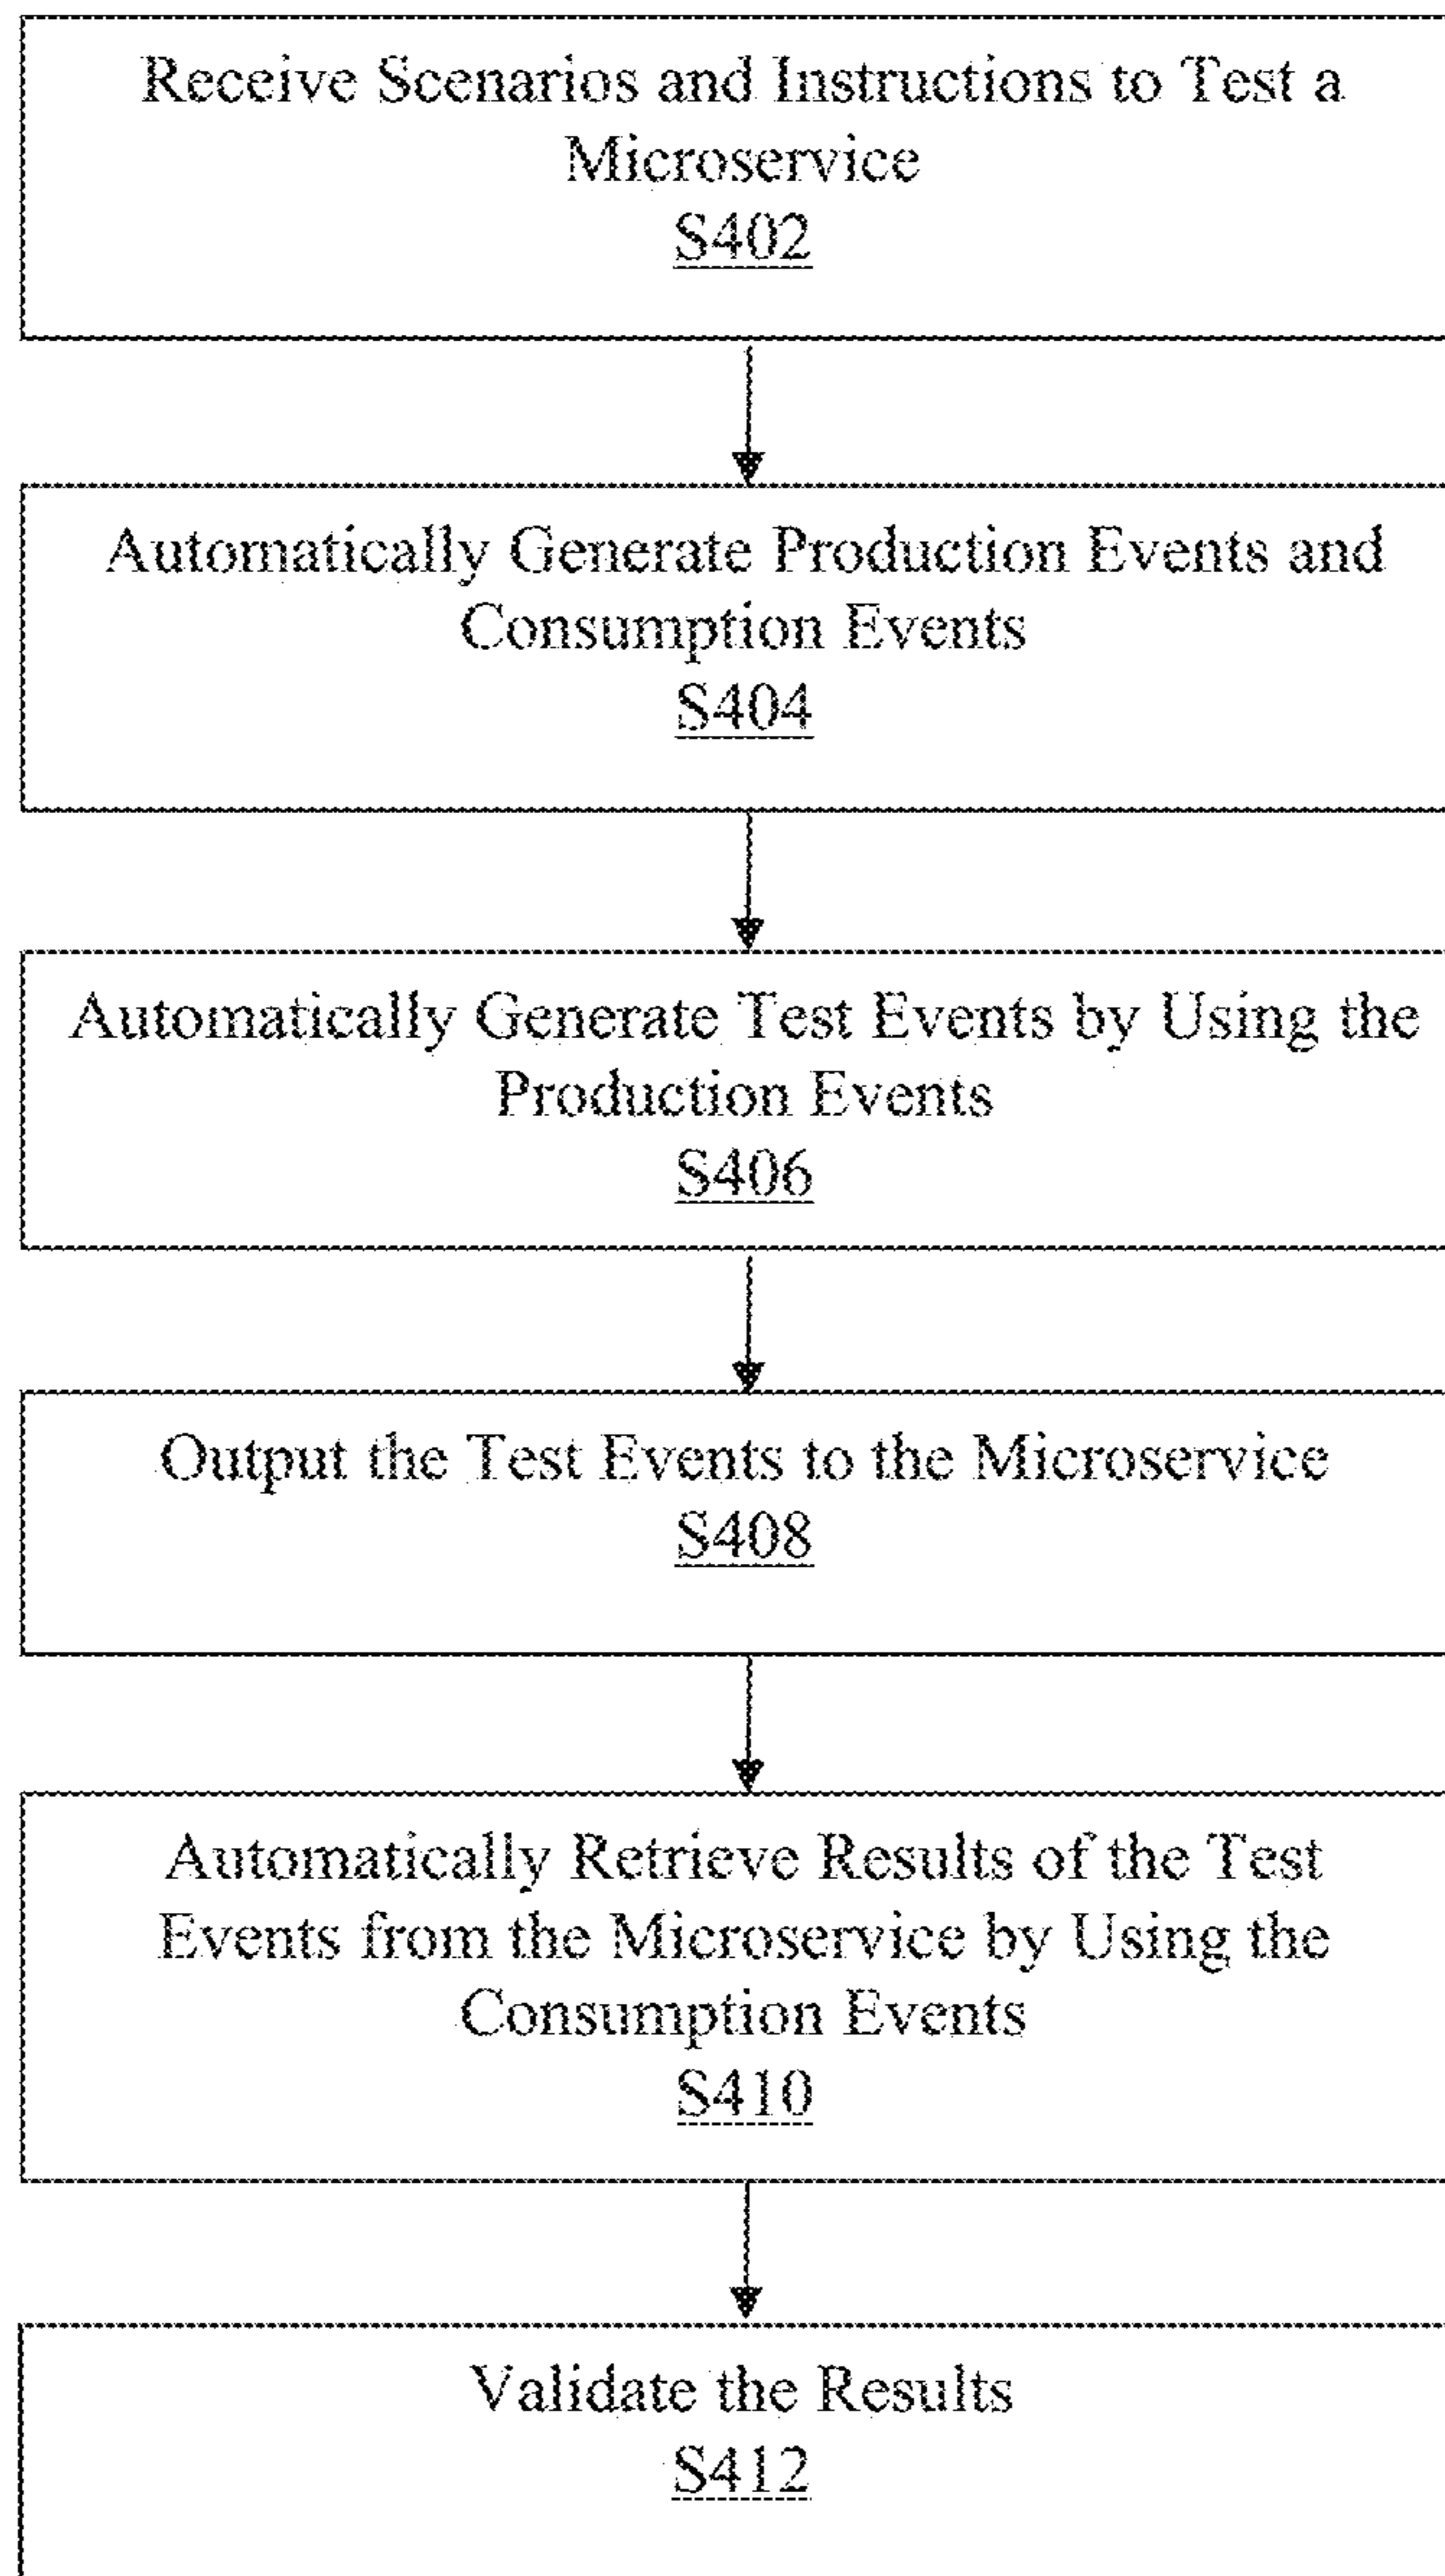 Receive Scenarios and Instructions to Test a
Microservice
S402
Automatically Generate Production Events and
Consumption Events
S404
Automatically Generate Test Events by Using the
Production Events
S406
Output the Test Events to the Microservice
S408
Automatically Retrieve Results of the Test
Events from the Microservice by Using the
Consumption Events
S410
Validate the Results
S412